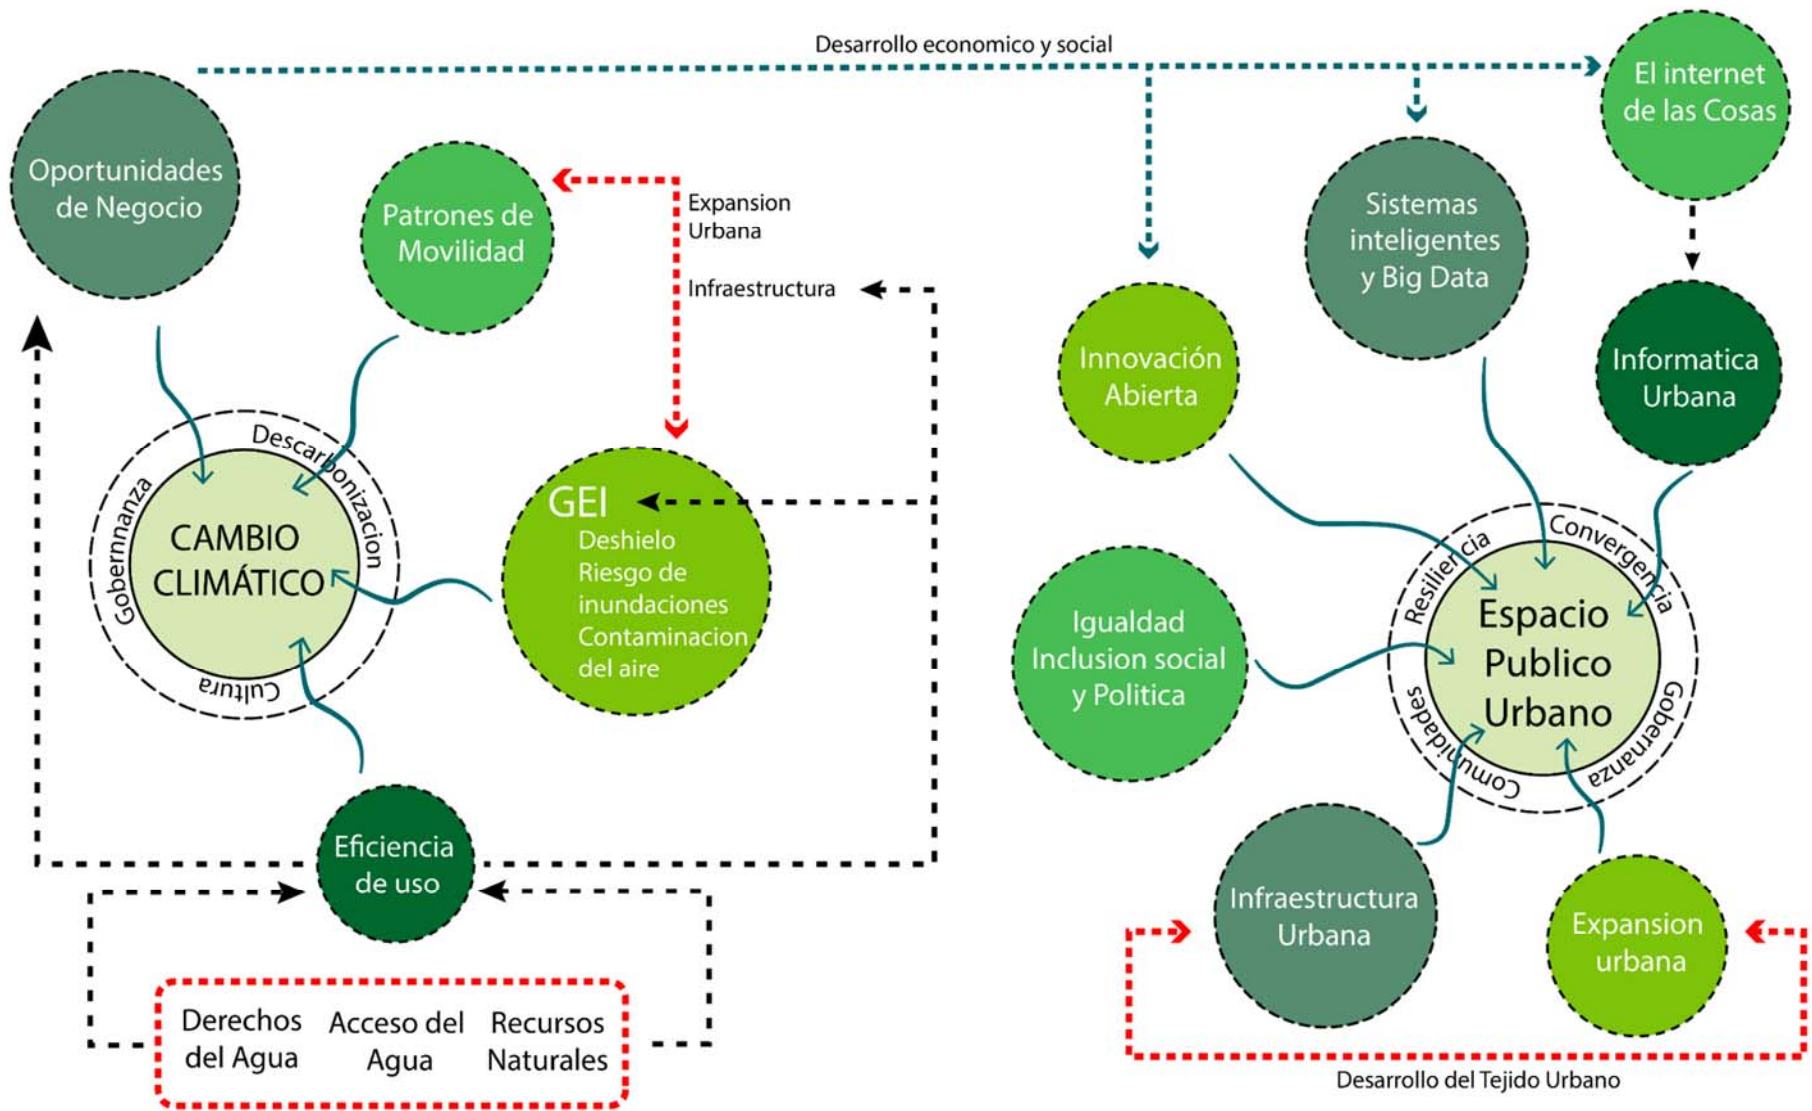 Desarrollo economico y social
Oportunidades
de Negocio
Patrones de
Movilidad
Expansion
Urbana
Infraestructura
Descarbonizacion
Gobernnanza
Cultura
CAMBIO
CLIMÁTICO
GEI
Deshielo
Riesgo de
inundaciones
Contaminacion
del aire
Eficiencia
de uso
Derechos
del Agua
Acceso del
Agua
Recursos
Naturales
El internet
de las Cosas
Sistemas
inteligentes
y Big Data
Innovación
Abierta
Informatica
Urbana
Igualdad
Inclusion social
y Politica
Resiliencia
Convergencia
Gobernanza
Comunidades
Espacio
Publico
Urbano
Infraestructura
Urbana
Expansion
urbana
Desarrollo del Tejido Urbano